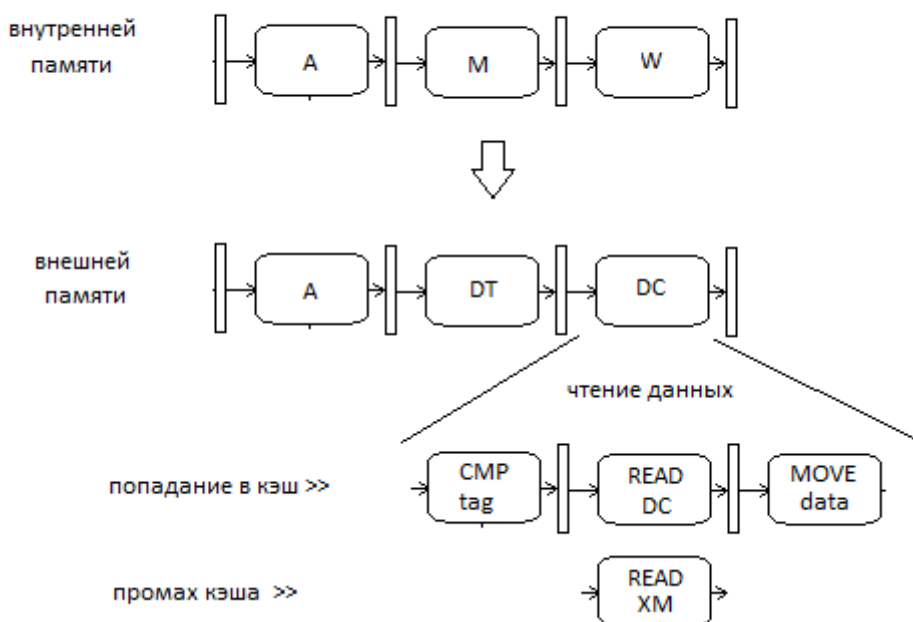 внутренней
памяти
A
M
W
внешней
памяти
A
DT
DC
чтение данных
попадание в кэш >>
CMP
tag
READ
DC
MOVE
data
промах кэша >>
READ
XM